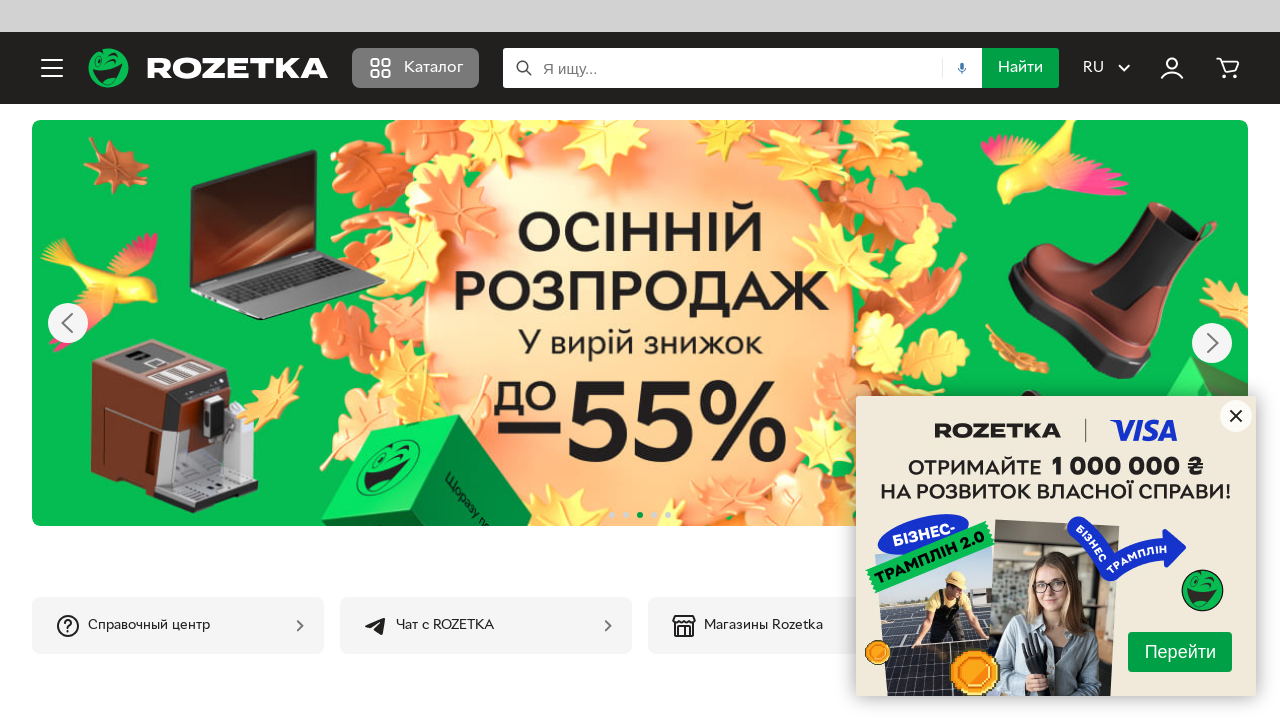 ROZETKA
Каталог
Я ищу...
Найти
RU
ОСІННІЙ
РОЗПРОДАЖ
У вирій знижок
ДО -55%
Щоразу
ROZETKA | VISA
ОТРИМАЙТЕ 1 000 000 ₴
НА РОЗВИТОК ВЛАСНОЇ СПРАВИ!
БІЗНЕС-
ТРАМПЛІН 2.0
БІЗНЕС
ТРАМПЛІН
Перейти
Справочный центр
Чат с ROZETKA
Магазины Rozetka